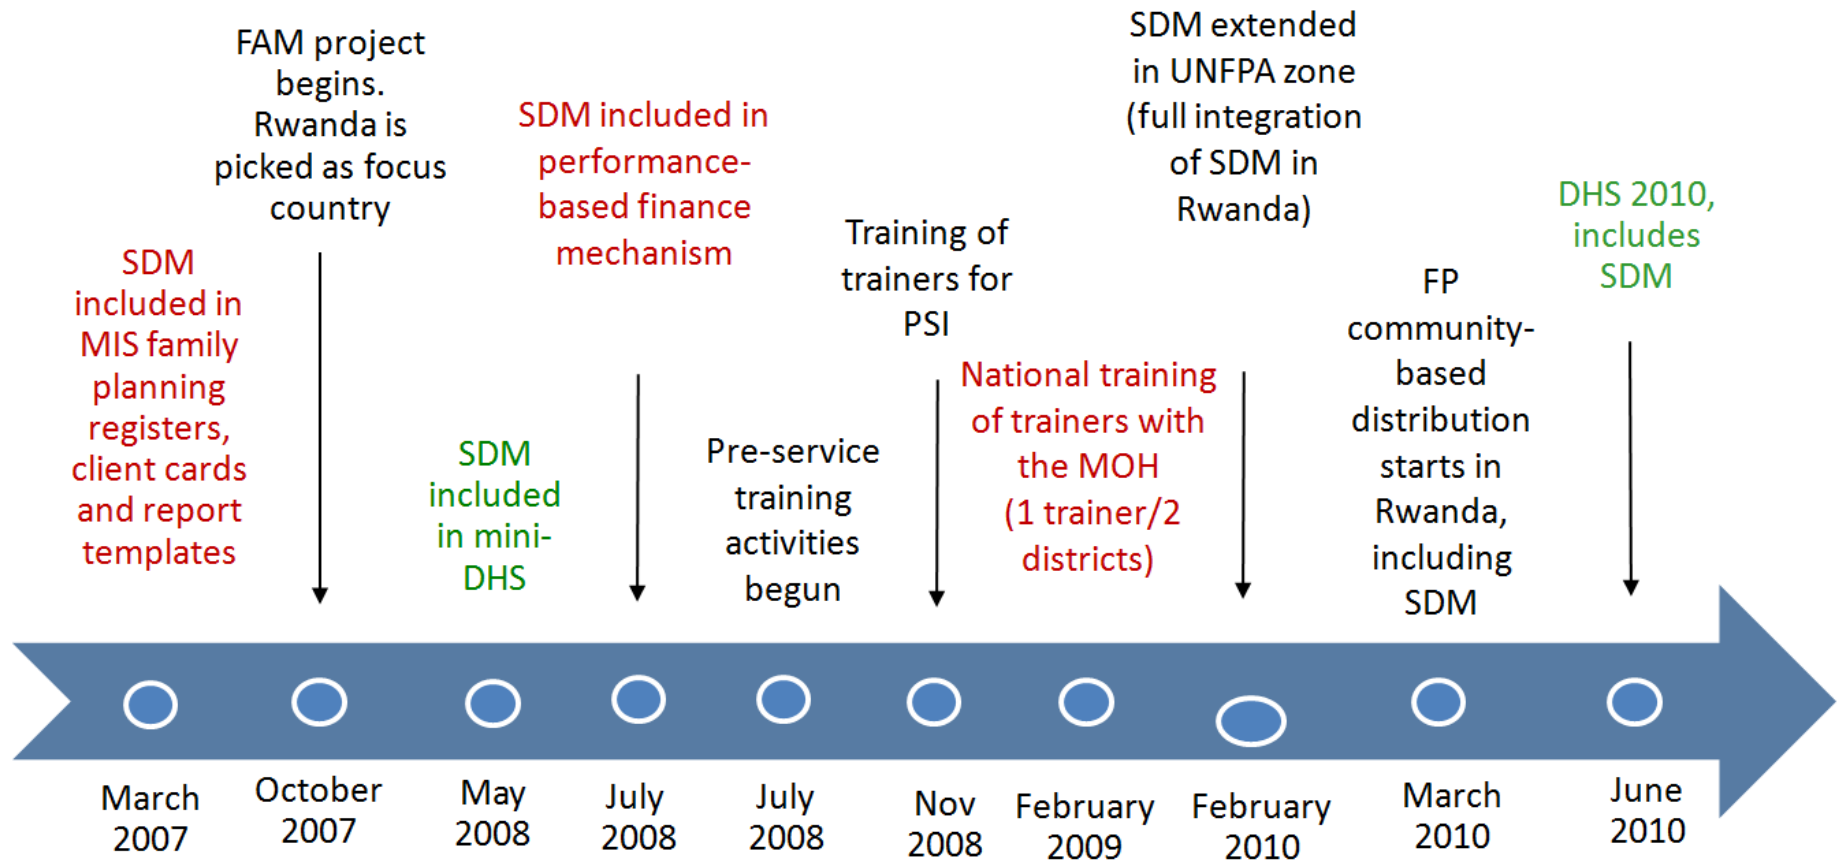 SDM
included in
MIS family
planning
registers,
client cards
and report
templates
FAM project
begins.
Rwanda is
picked as focus
country
SDM
included
in mini-
DHS
SDM included in
performance-
based finance
mechanism
Pre-service
training
activities
begun
Training of
trainers for
PSI
National training
of trainers with
the MOH
(1 trainer/2
districts)
SDM extended
in UNFPA zone
(full integration
of SDM in
Rwanda)
FP
community-
based
distribution
starts in
Rwanda,
including
SDM
DHS 2010,
includes
SDM
March
2007
October
2007
May
2008
July
2008
July
2008
Nov
2008
February
2009
February
2010
March
2010
June
2010